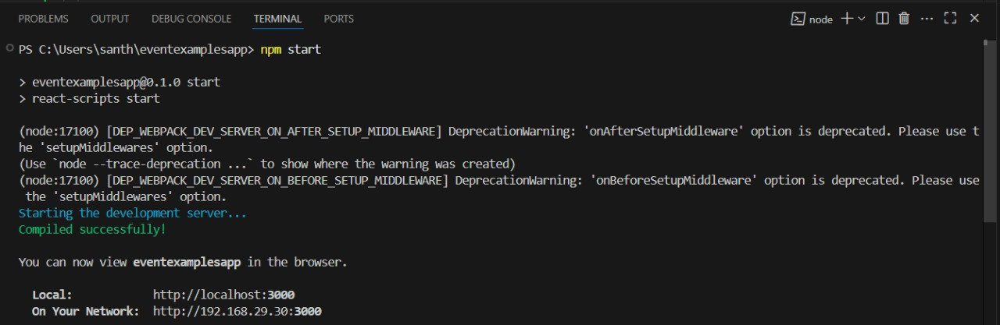 PROBLEMS OUTPUT DEBUG CONSOLE TERMINAL PORTS node
PS C:\Users\santh\eventexamplesapp> npm start
> eventexamplesapp@0.1.0 start
> react-scripts start
(node:17100) [DEP_WEBPACK_DEV_SERVER_ON_AFTER_SETUP_MIDDLEWARE] DeprecationWarning: 'onAfterSetupMiddleware' option is deprecated. Please use t
he 'setupMiddlewares' option.
(Use `node --trace-deprecation ...` to show where the warning was created)
(node:17100) [DEP_WEBPACK_DEV_SERVER_ON_BEFORE_SETUP_MIDDLEWARE] DeprecationWarning: 'onBeforeSetupMiddleware' option is deprecated. Please use
the 'setupMiddlewares' option.
Starting the development server...
Compiled successfully!
You can now view eventexamplesapp in the browser.
Local: http://localhost:3000
On Your Network: http://192.168.29.30:3000